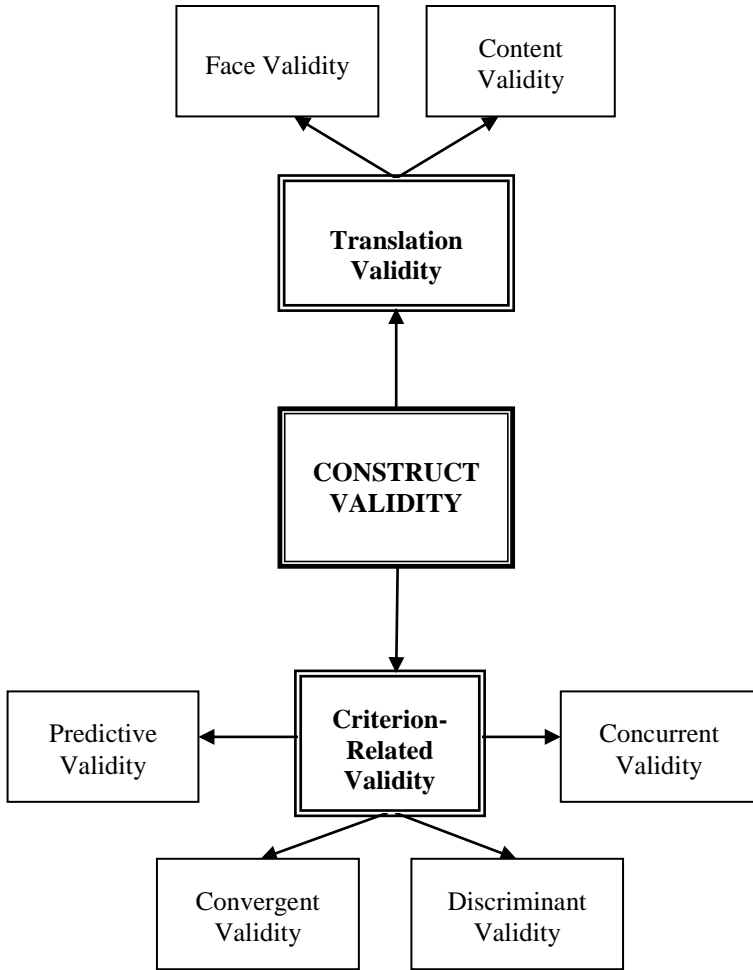 Face Validity
Content
Validity
Translation
Validity
CONSTRUCT
VALIDITY
Criterion-
Related
Validity
Predictive
Validity
Concurrent
Validity
Convergent
Validity
Discriminant
Validity